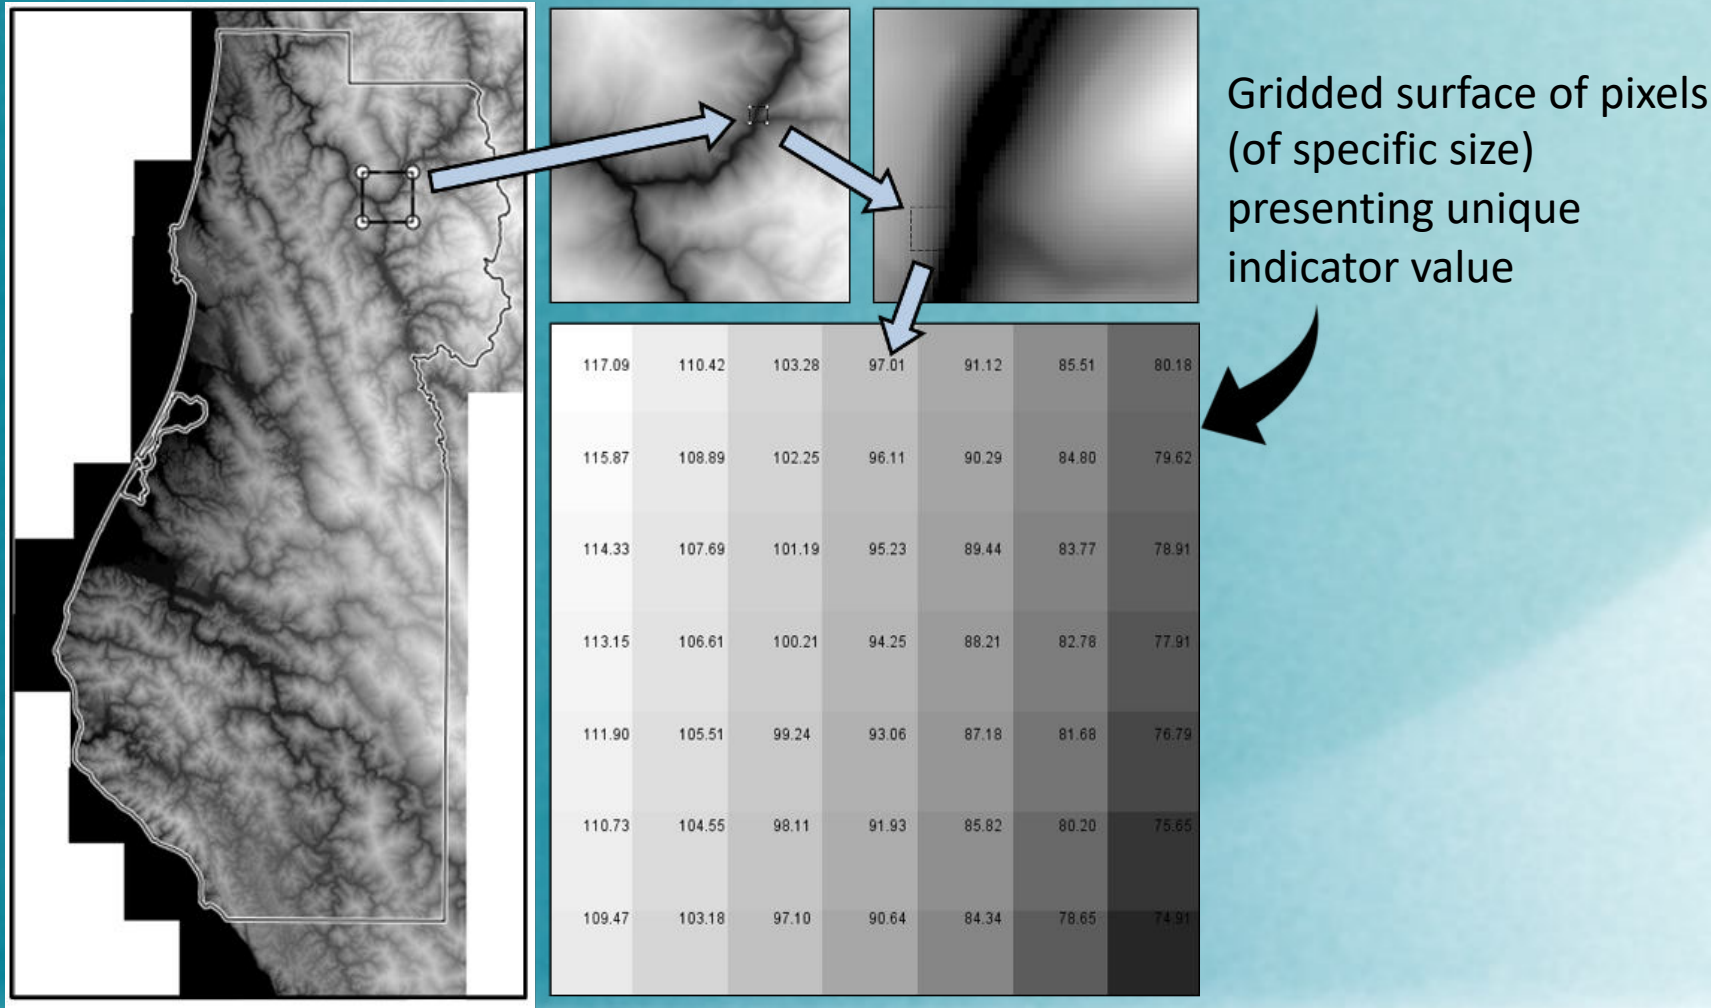 Gridded surface of pixels
(of specific size)
presenting unique
indicator value
117.09 110.42 103.28 97.01 91.12 85.51 80.18
115.87 108.89 102.25 96.11 90.29 84.80 79.62
114.33 107.69 101.19 95.23 89.44 83.77 78.91
113.15 106.61 100.21 94.25 88.21 82.78 77.91
111.90 105.51 99.24 93.06 87.18 81.68 76.79
110.73 104.55 98.11 91.93 85.82 80.20 75.65
109.47 103.18 97.10 90.64 84.34 78.65 74.91